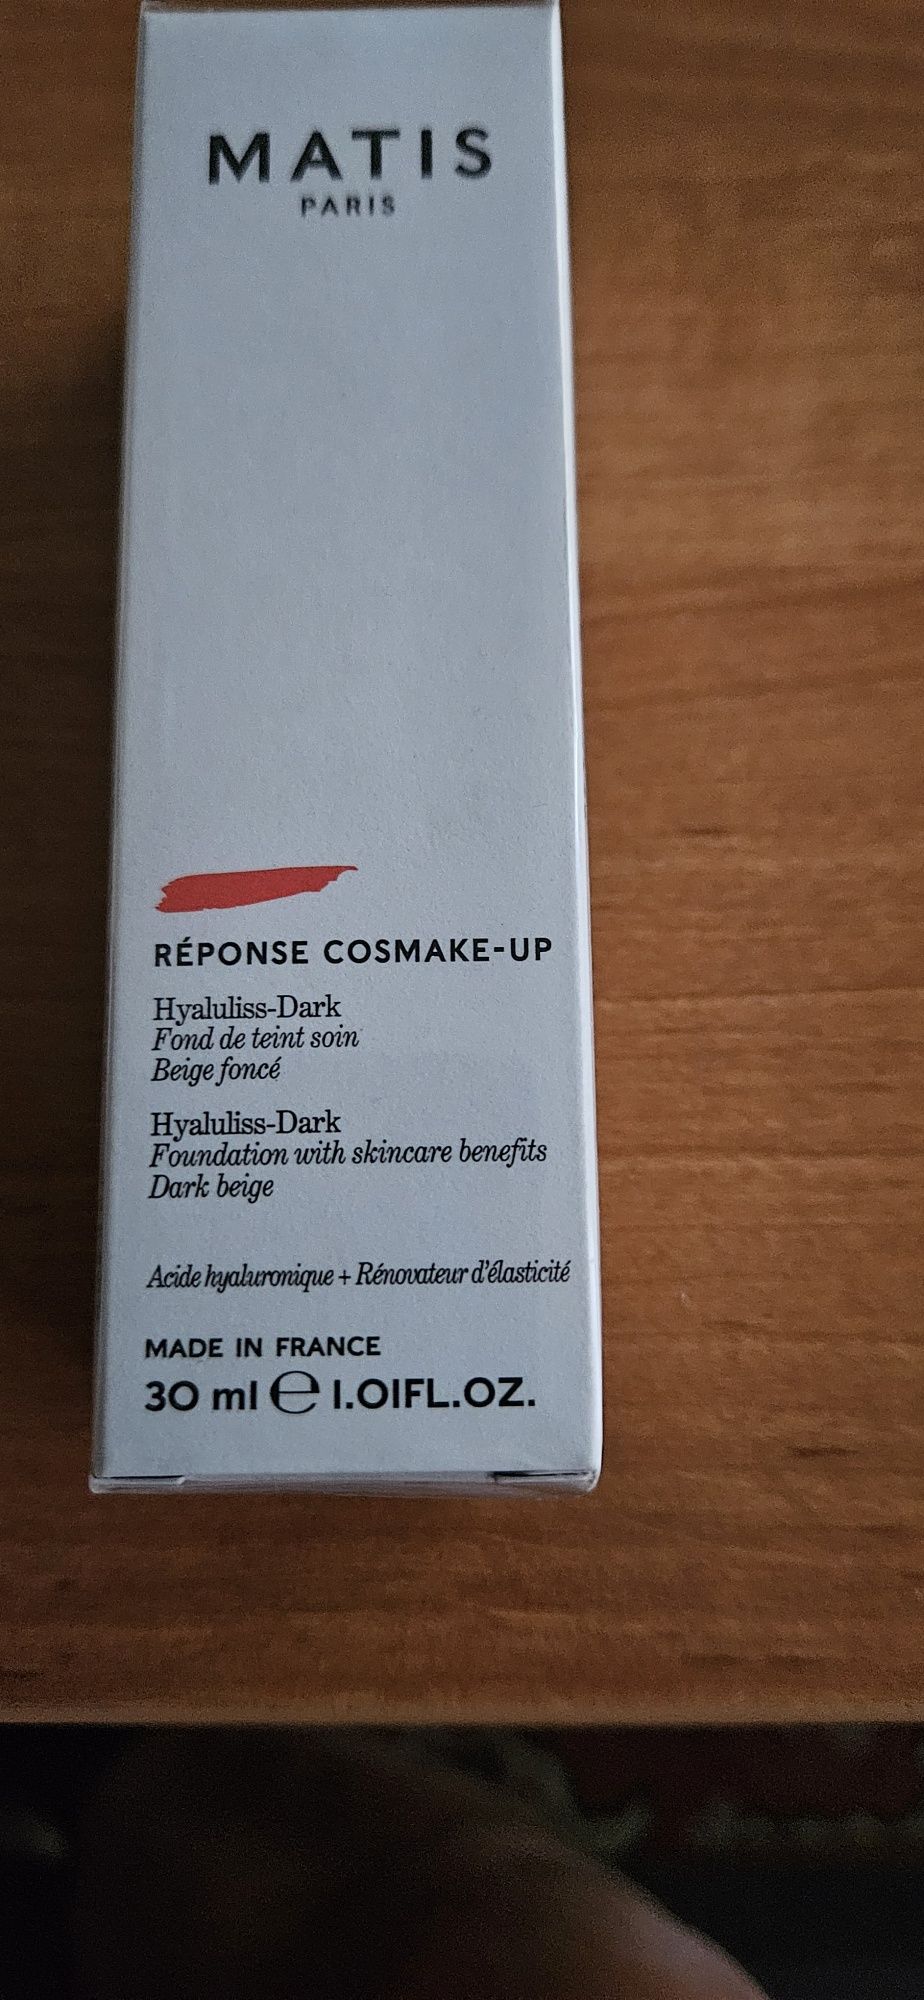 MATIS
PARIS
RÉPONSE COSMAKE-UP
Hyaluliss-Dark
Fond de teint soin
Beige foncé
Hyaluliss-Dark
Foundation with skincare benefits
Dark beige
Acide hyaluronique + Rénovateur d'élasticité
MADE IN FRANCE
30 ml ℮ 1.01FL.OZ.